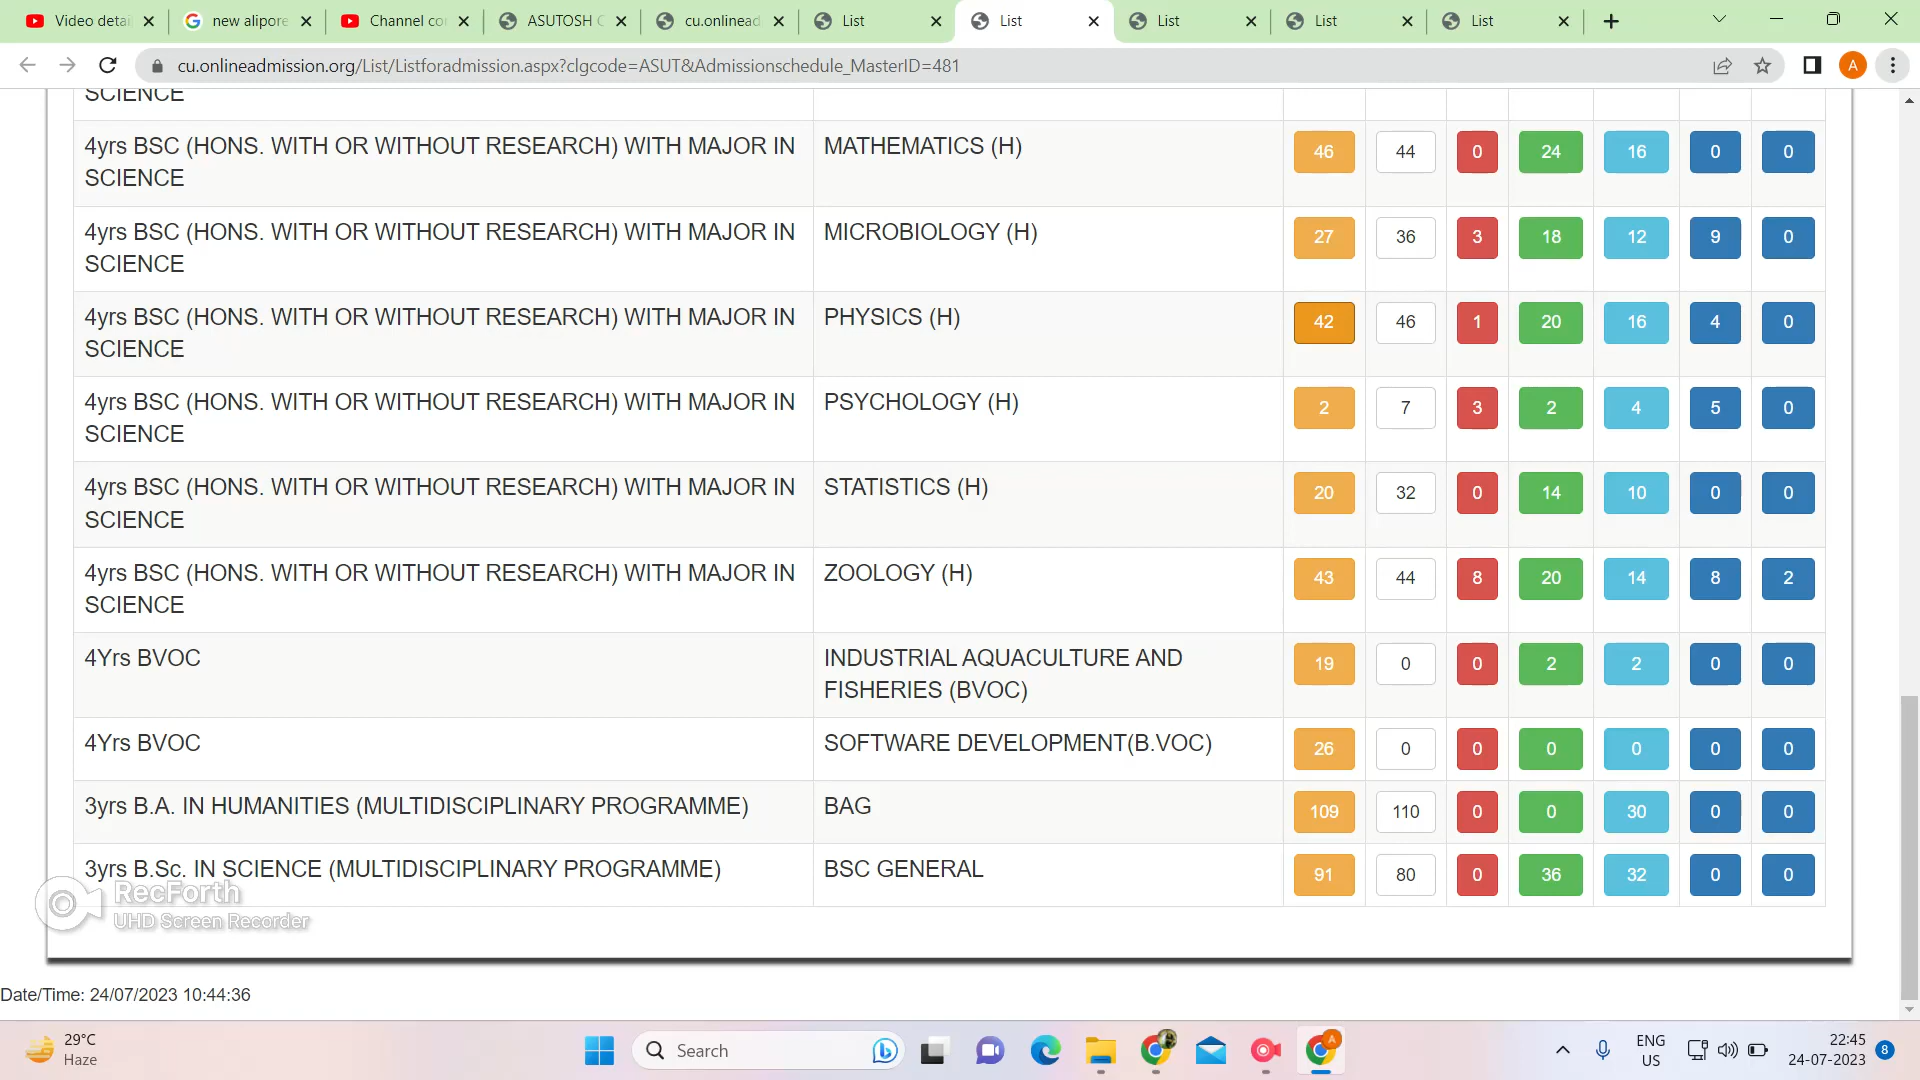 Video detai
new alipore
Channel co
ASUTOSH C
cu.onlinead
List
List
List
List
List
cu.onlineadmission.org/List/Listforadmission.aspx?clgcode=ASUT&Admissionschedule_MasterID=481
A
SCIENCE
4yrs BSC (HONS. WITH OR WITHOUT RESEARCH) WITH MAJOR IN
SCIENCE
MATHEMATICS (H)
46 44 0 24 16 0 0
4yrs BSC (HONS. WITH OR WITHOUT RESEARCH) WITH MAJOR IN
SCIENCE
MICROBIOLOGY (H)
27 36 3 18 12 9 0
4yrs BSC (HONS. WITH OR WITHOUT RESEARCH) WITH MAJOR IN
SCIENCE
PHYSICS (H)
42 46 1 20 16 4 0
4yrs BSC (HONS. WITH OR WITHOUT RESEARCH) WITH MAJOR IN
SCIENCE
PSYCHOLOGY (H)
2 7 3 2 4 5 0
4yrs BSC (HONS. WITH OR WITHOUT RESEARCH) WITH MAJOR IN
SCIENCE
STATISTICS (H)
20 32 0 14 10 0 0
4yrs BSC (HONS. WITH OR WITHOUT RESEARCH) WITH MAJOR IN
SCIENCE
ZOOLOGY (H)
43 44 8 20 14 8 2
4Yrs BVOC
INDUSTRIAL AQUACULTURE AND
FISHERIES (BVOC)
19 0 0 2 2 0 0
4Yrs BVOC
SOFTWARE DEVELOPMENT(B.VOC)
26 0 0 0 0 0 0
3yrs B.A. IN HUMANITIES (MULTIDISCIPLINARY PROGRAMME)
BAG
109 110 0 0 30 0 0
3yrs B.Sc. IN SCIENCE (MULTIDISCIPLINARY PROGRAMME)
BSC GENERAL
91 80 0 36 32 0 0
RecForth
UHD Screen Recorder
Date/Time: 24/07/2023 10:44:36
29°C
Haze
Search
A
ENG
US
22:45
24-07-2023
8